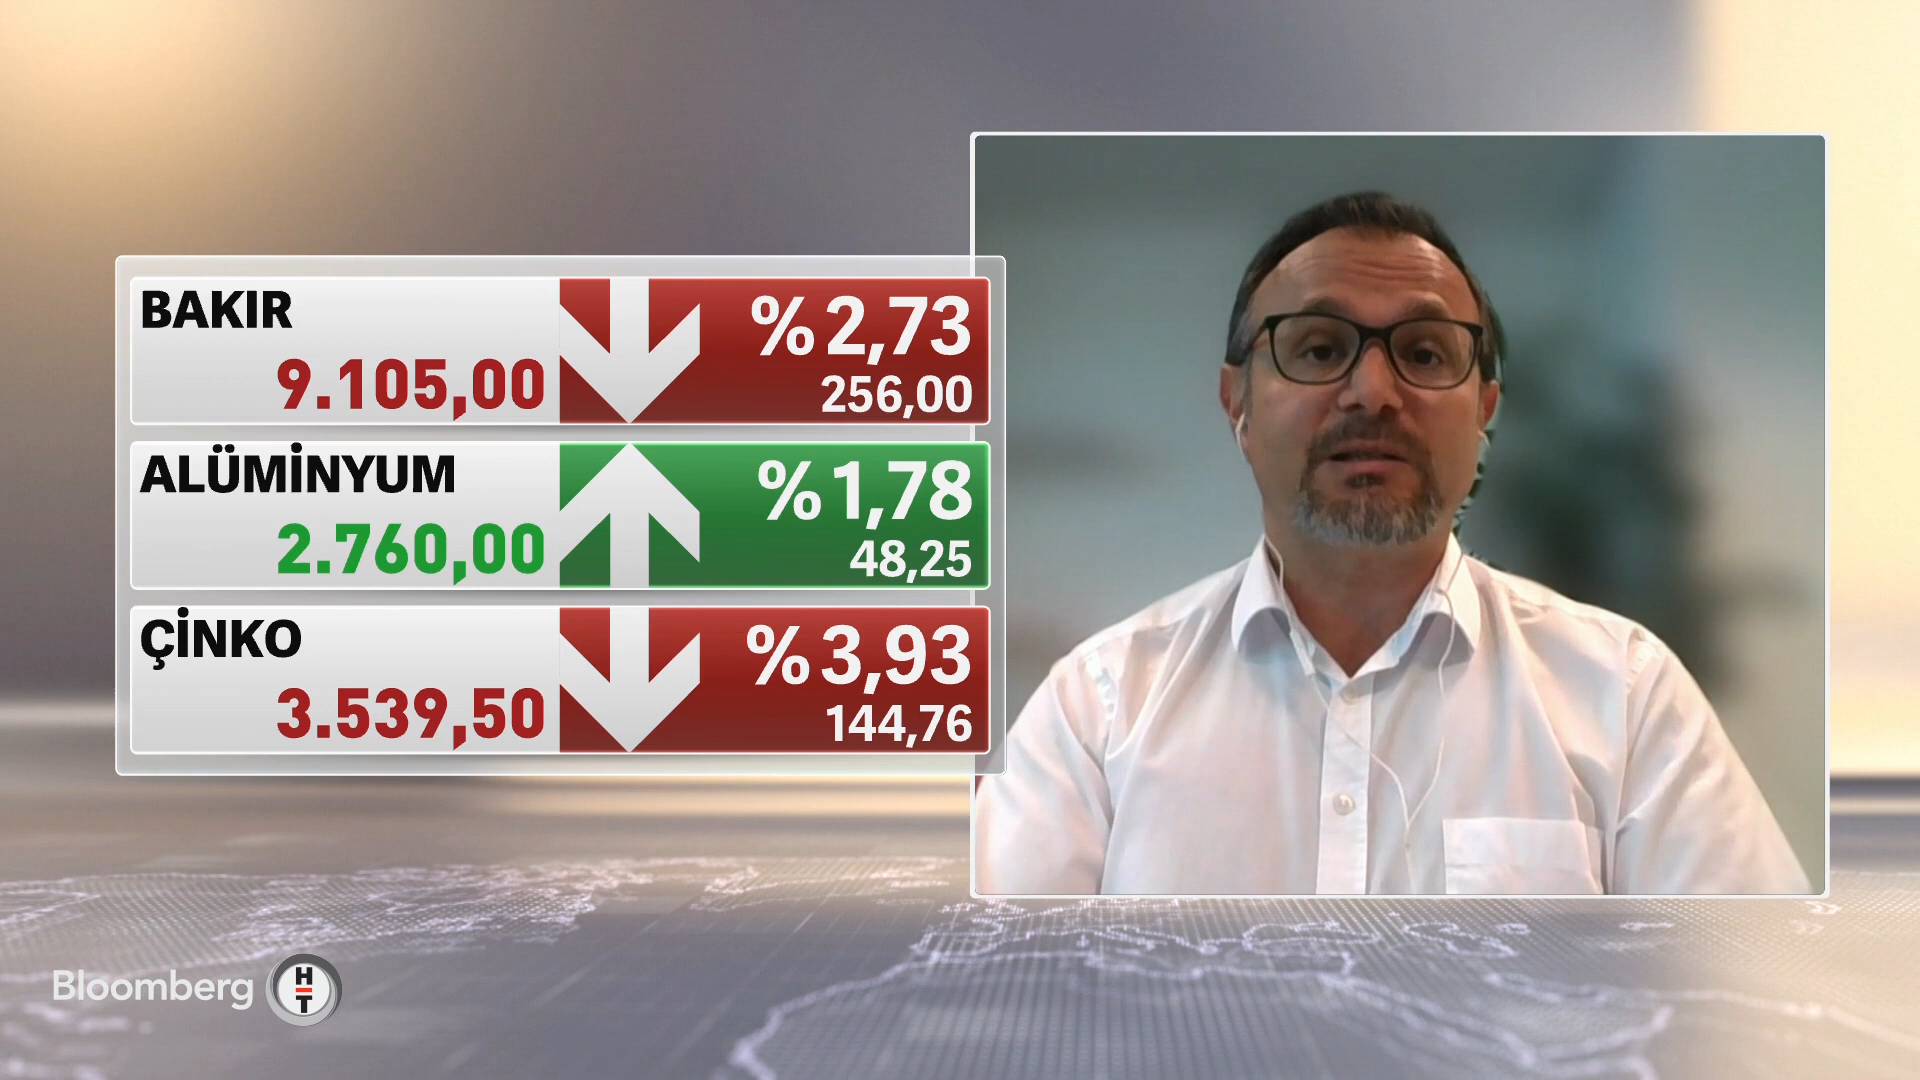 BAKIR
9.105,00
%2,73
256,00
ALÜMİNYUM
2.760,00
%1,78
48,25
ÇİNKO
3.539,50
%3,93
144,76
Bloomberg HT